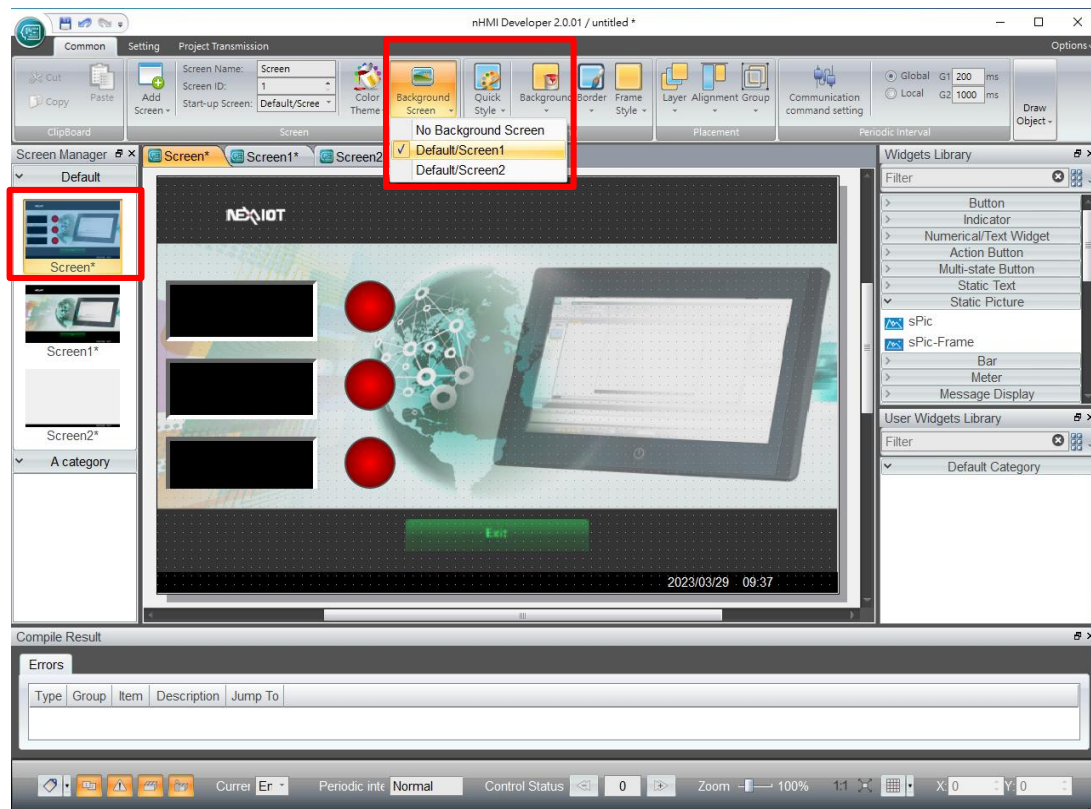 nHMI Developer 2.0.01 / untitled *
Common Setting Project Transmission Options
Cut Copy Paste
ClipBoard
Add Screen
Screen Name: Screen
Screen ID: 1
Start-up Screen: Default/Scree
Color Theme
Background Screen
Screen
Quick Style
Background
Border
Frame Style
Layer Alignment Group
Placement
Communication command setting
Global G1 200 ms
Local G2 1000 ms
Periodic Interval
Draw Object
No Background Screen
Default/Screen1
Default/Screen2
Screen Manager
Default
Screen*
Screen1*
Screen2*
A category
Screen* Screen1* Screen2
NEXIOT
Exit
2023/03/29 09:37
Widgets Library
Filter
Button
Indicator
Numerical/Text Widget
Action Button
Multi-state Button
Static Text
Static Picture
sPic
sPic-Frame
Bar
Meter
Message Display
User Widgets Library
Filter
Default Category
Compile Result
Errors
Type Group Item Description Jump To
Currer Er Periodic inte Normal Control Status 0 Zoom 100% 1:1 X: 0 Y: 0